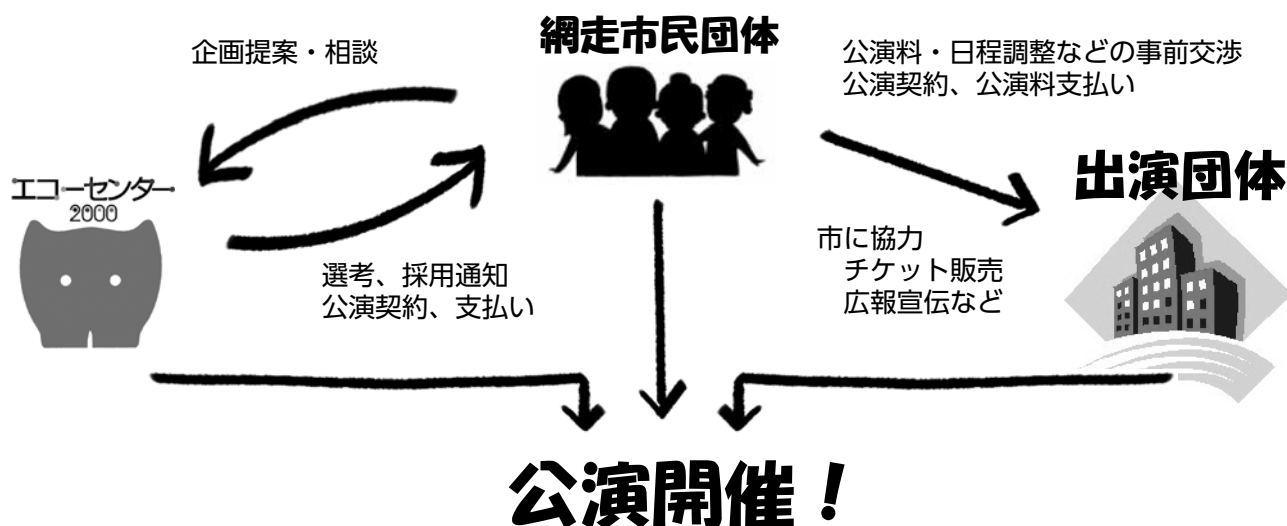 網走市民団体
企画提案・相談
公演料・日程調整などの事前交渉
公演契約、公演料支払い
出演団体
エコーセンター
2000
市に協力
チケット販売
広報宣伝など
選考、採用通知
公演契約、支払い
公演開催！